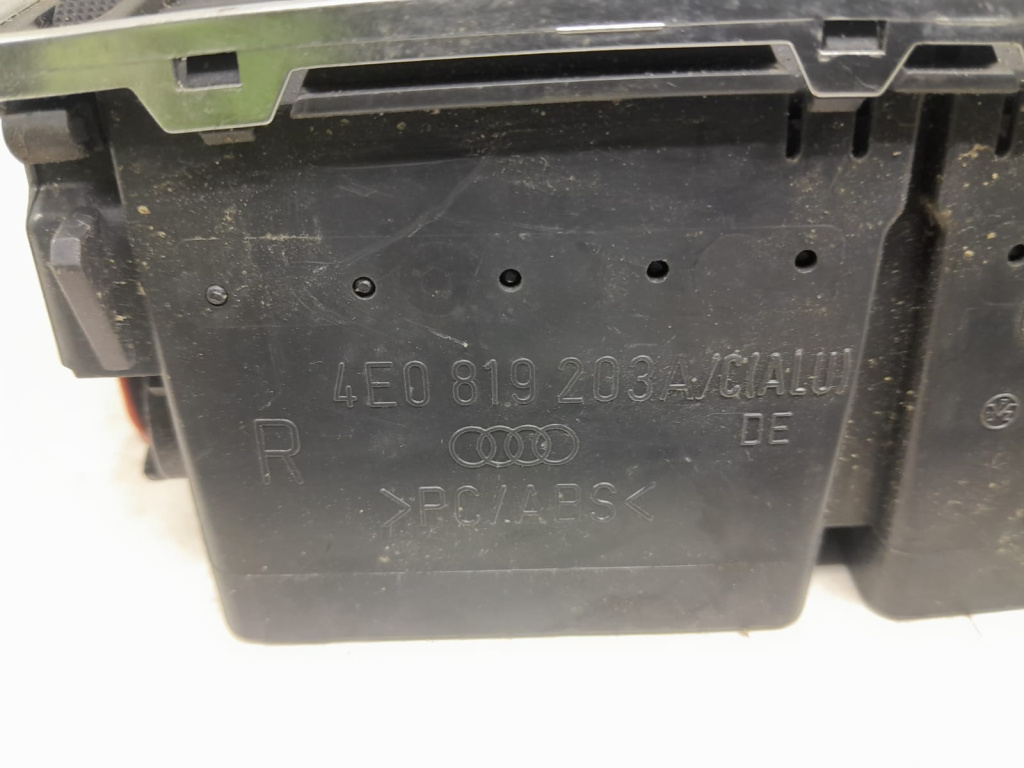 4E0 819 203A/C(ALU)
R
DE
>PC/ABS<